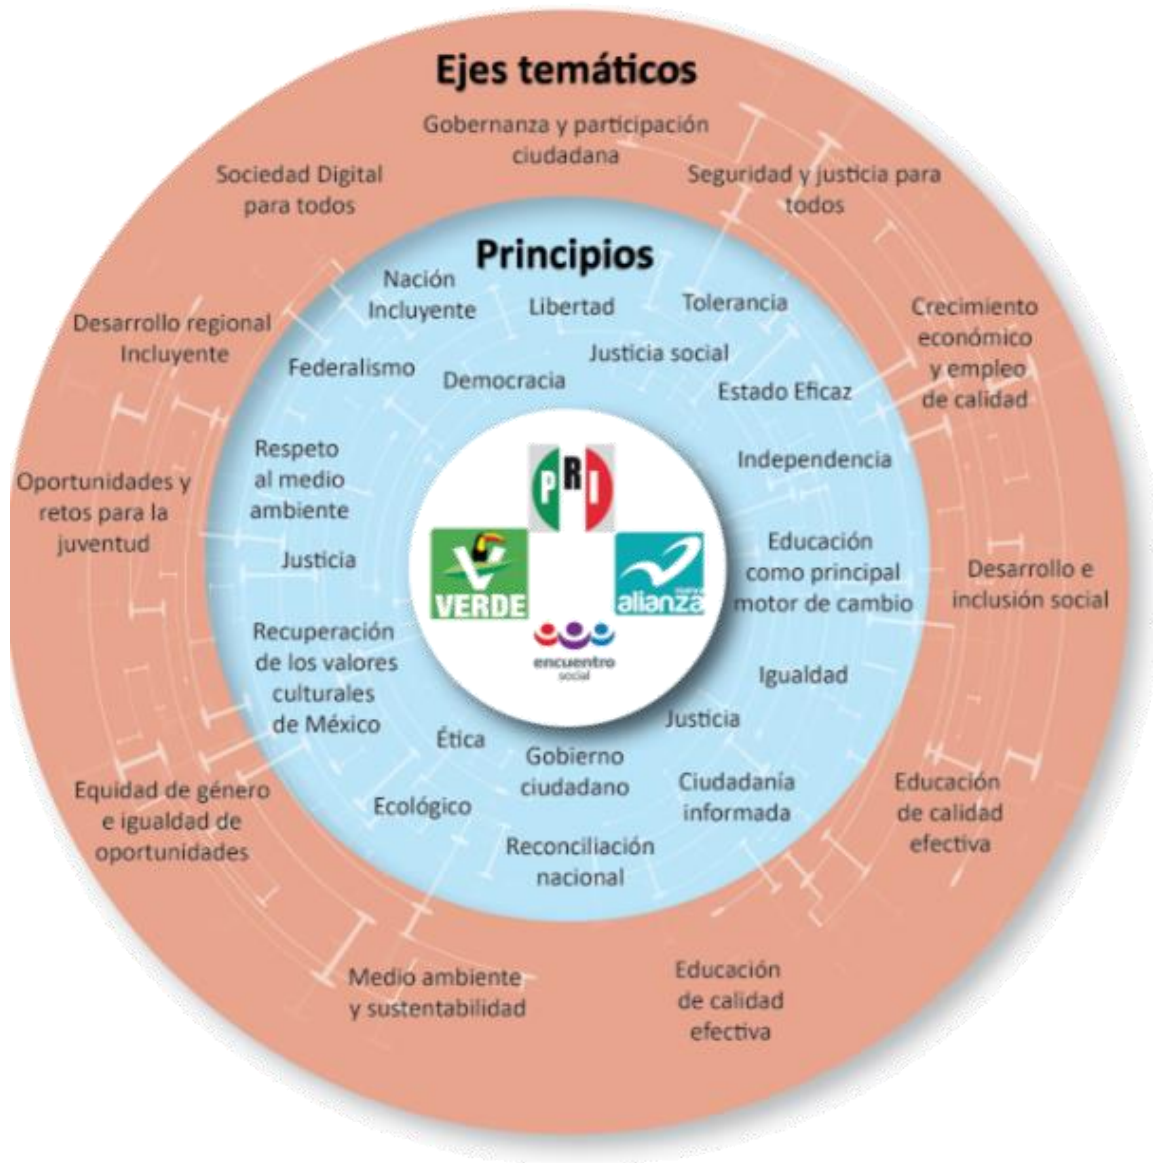 Ejes temáticos
Gobernanza y participación
ciudadana
Seguridad y justicia para
todos
Crecimiento
económico
y empleo
de calidad
Desarrollo e
inclusión social
Educación
de calidad
efectiva
Educación
de calidad
efectiva
Medio ambiente
y sustentabilidad
Equidad de género
e igualdad de
oportunidades
Oportunidades y
retos para la
juventud
Desarrollo regional
Incluyente
Sociedad Digital
para todos
Principios
Nación
Incluyente
Libertad
Tolerancia
Federalismo
Democracia
Justicia social
Estado Eficaz
Independencia
Educación
como principal
motor de cambio
Igualdad
Justicia
Ciudadanía
informada
Gobierno
ciudadano
Reconciliación
nacional
Ética
Ecológico
Recuperación
de los valores
culturales
de México
Justicia
Respeto
al medio
ambiente
PRI
VERDE
nueva
alianza
encuentro
social